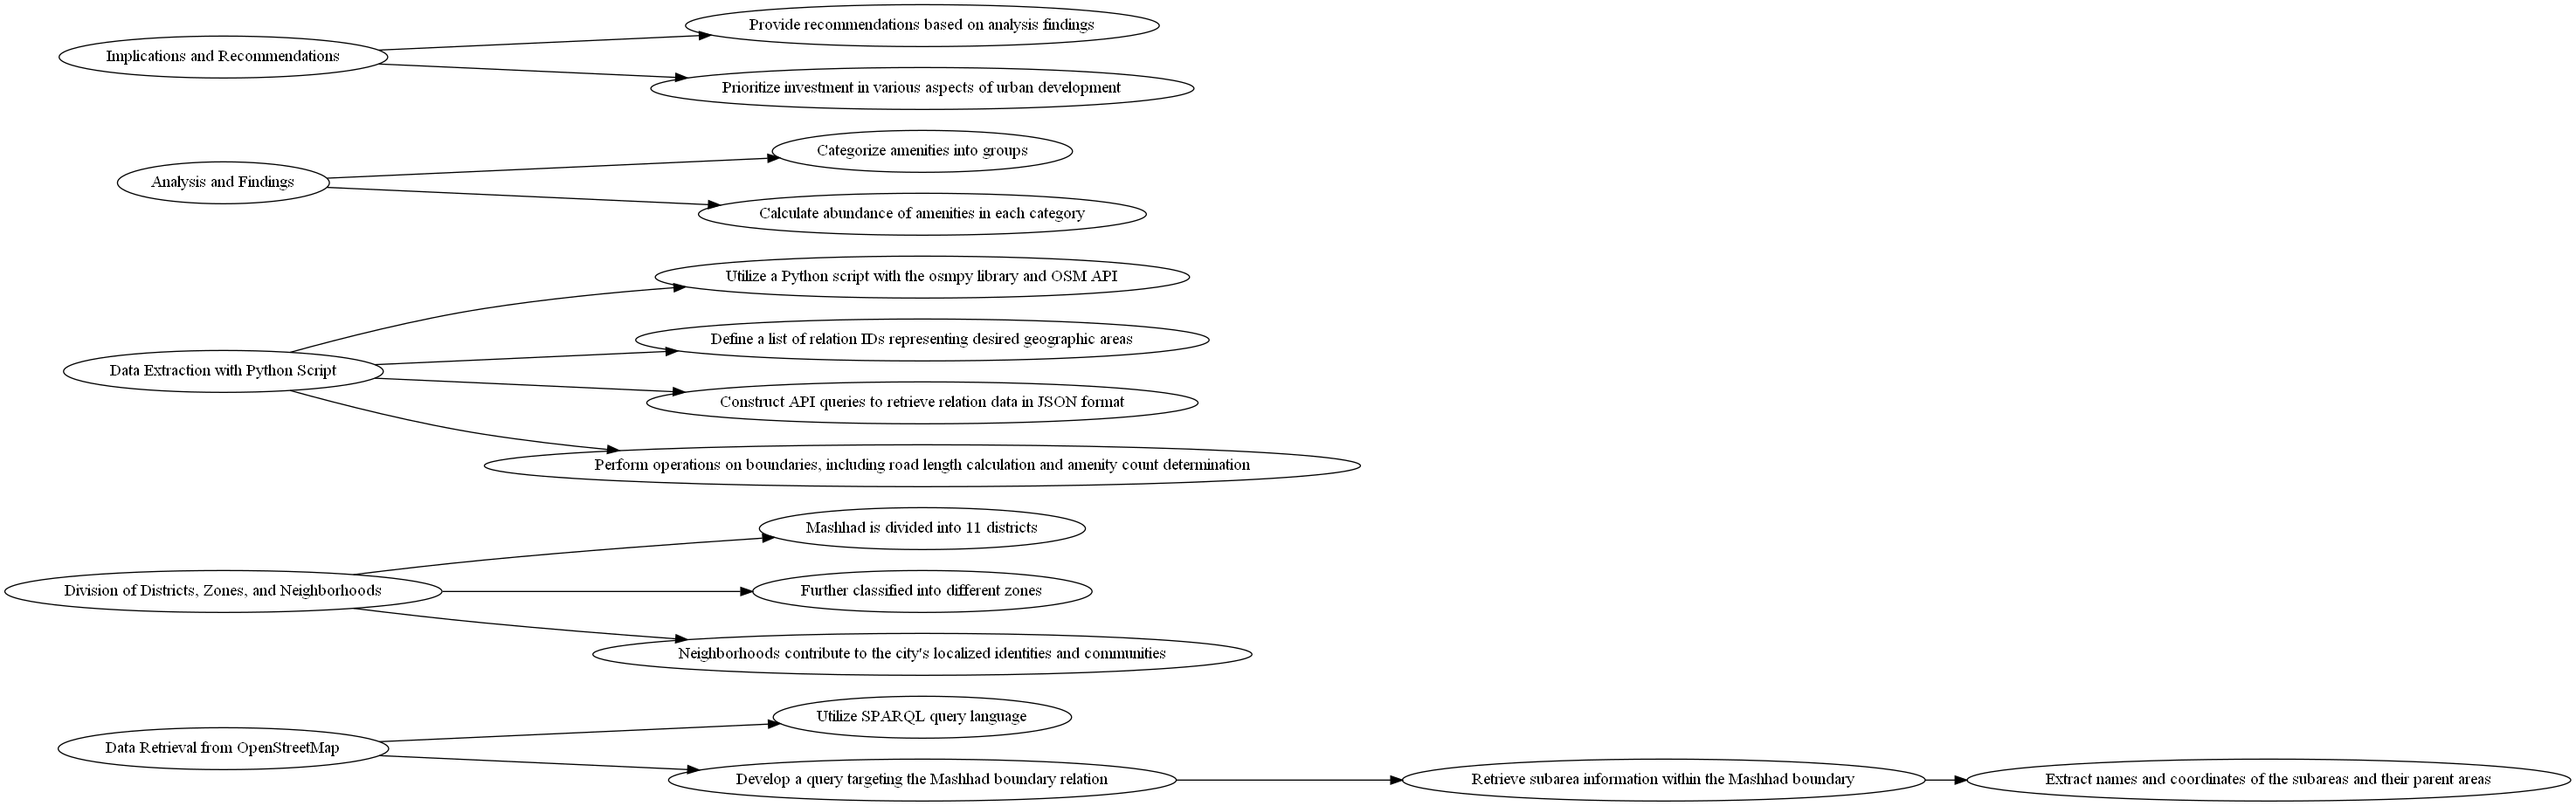 Provide recommendations based on analysis findings
Implications and Recommendations
Prioritize investment in various aspects of urban development
Categorize amenities into groups
Analysis and Findings
Calculate abundance of amenities in each category
Utilize a Python script with the osmpy library and OSM API
Define a list of relation IDs representing desired geographic areas
Data Extraction with Python Script
Construct API queries to retrieve relation data in JSON format
Perform operations on boundaries, including road length calculation and amenity count determination
Mashhad is divided into 11 districts
Division of Districts, Zones, and Neighborhoods
Further classified into different zones
Neighborhoods contribute to the city's localized identities and communities
Utilize SPARQL query language
Data Retrieval from OpenStreetMap
Develop a query targeting the Mashhad boundary relation
Retrieve subarea information within the Mashhad boundary
Extract names and coordinates of the subareas and their parent areas